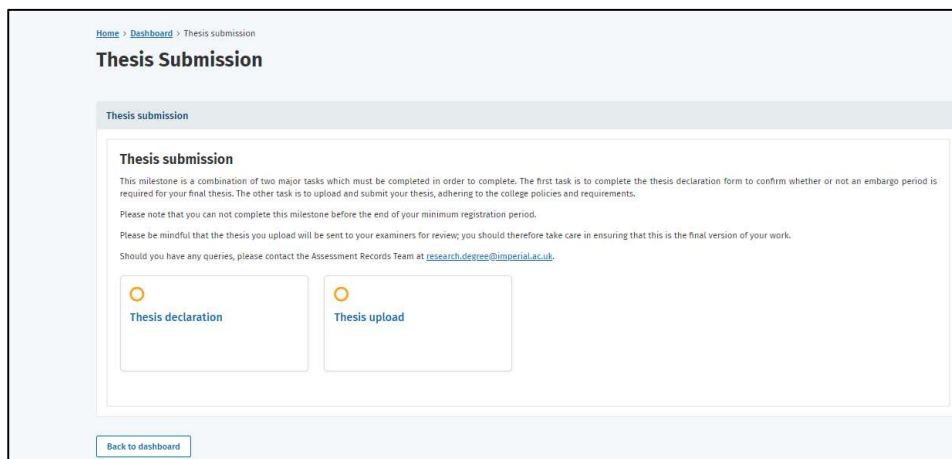 Home > Dashboard > Thesis submission
Thesis Submission
Thesis submission
Thesis submission
This milestone is a combination of two major tasks which must be completed in order to complete. The first task is to complete the thesis declaration form to confirm whether or not an embargo period is
required for your final thesis. The other task is to upload and submit your thesis, adhering to the college policies and requirements.
Please note that you can not complete this milestone before the end of your minimum registration period.
Please be mindful that the thesis you upload will be sent to your examiners for review; you should therefore take care in ensuring that this is the final version of your work.
Should you have any queries, please contact the Assessment Records Team at research.degree@imperial.ac.uk.
Thesis declaration
Thesis upload
Back to dashboard